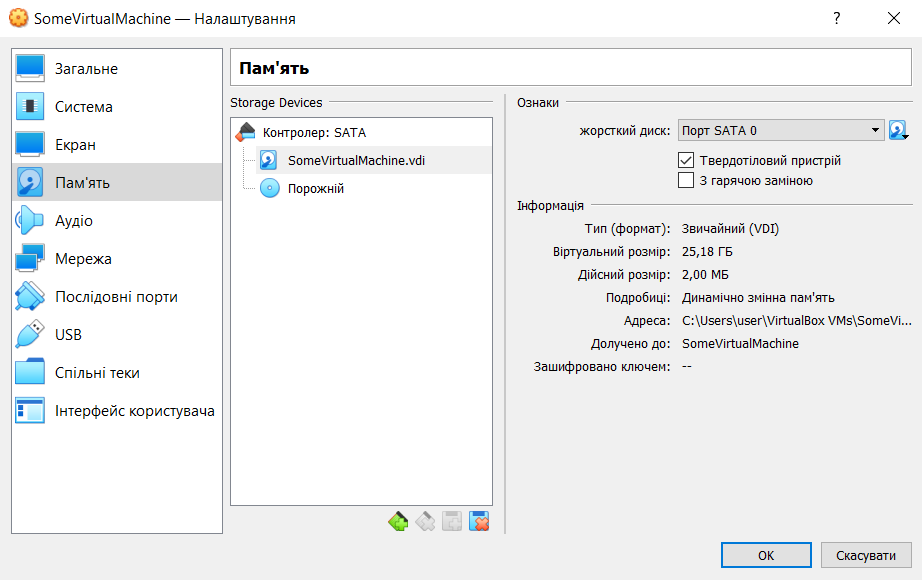 SomeVirtualMachine — Налаштування
?
Загальне
Система
Екран
Пам'ять
Аудіо
Мережа
Послідовні порти
USB
Спільні теки
Інтерфейс користувача
Пам'ять
Storage Devices
Контролер: SATA
SomeVirtualMachine.vdi
Порожній
Ознаки
жорсткий диск: Порт SATA 0
Твердотіловий пристрій
З гарячою заміною
Інформація
Тип (формат): Звичайний (VDI)
Віртуальний розмір: 25,18 ГБ
Дійсний розмір: 2,00 МБ
Подробиці: Динамічно змінна пам'ять
Адреса: C:\Users\user\VirtualBox VMs\SomeVi...
Долучено до: SomeVirtualMachine
Зашифровано ключем: --
OK
Скасувати